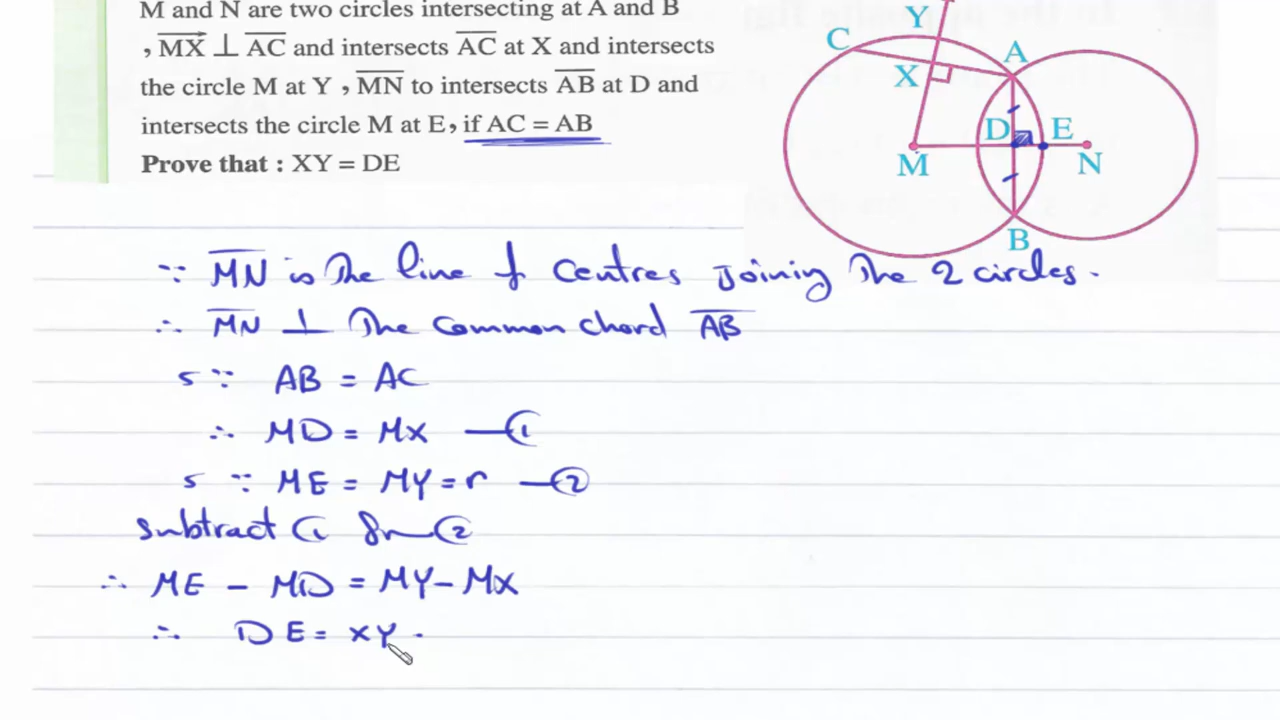 M and N are two circles intersecting at A and B
, MX ⊥ AC and intersects AC at X and intersects
the circle M at Y , MN to intersects AB at D and
intersects the circle M at E, if AC = AB
Prove that : XY = DE
Y
C
A
X
D
E
M
N
B
∵ MN is The line of Centres Joining The 2 circles.
∴ MN ⊥ The Common chord AB
, ∵ AB = AC
∴ MD = MX —①
, ∵ ME = MY = r —②
Subtract ① from ②
∴ ME - MD = MY - MX
∴ DE = XY .